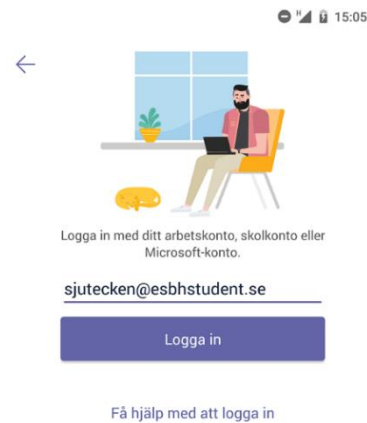 15:05
Logga in med ditt arbetskonto, skolkonto eller
Microsoft-konto.
sjutecken@esbhstudent.se
Logga in
Få hjälp med att logga in